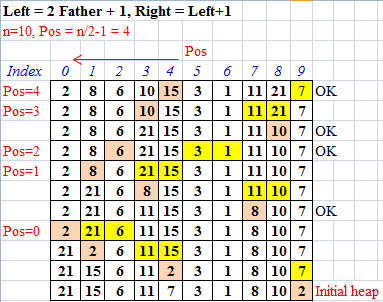 Left = 2 Father + 1, Right = Left+1
n=10, Pos = n/2-1 = 4
Pos
Index 0 1 2 3 4 5 6 7 8 9
Pos=4 2 8 6 10 15 3 1 11 21 7 OK
Pos=3 2 8 6 10 15 3 1 11 21 7
2 8 6 21 15 3 1 11 10 7 OK
Pos=2 2 8 6 21 15 3 1 11 10 7 OK
Pos=1 2 8 6 21 15 3 1 11 10 7
2 21 6 8 15 3 1 11 10 7
2 21 6 11 15 3 1 8 10 7 OK
Pos=0 2 21 6 11 15 3 1 8 10 7
21 2 6 11 15 3 1 8 10 7
21 15 6 11 2 3 1 8 10 7
21 15 6 11 7 3 1 8 10 2 Initial heap